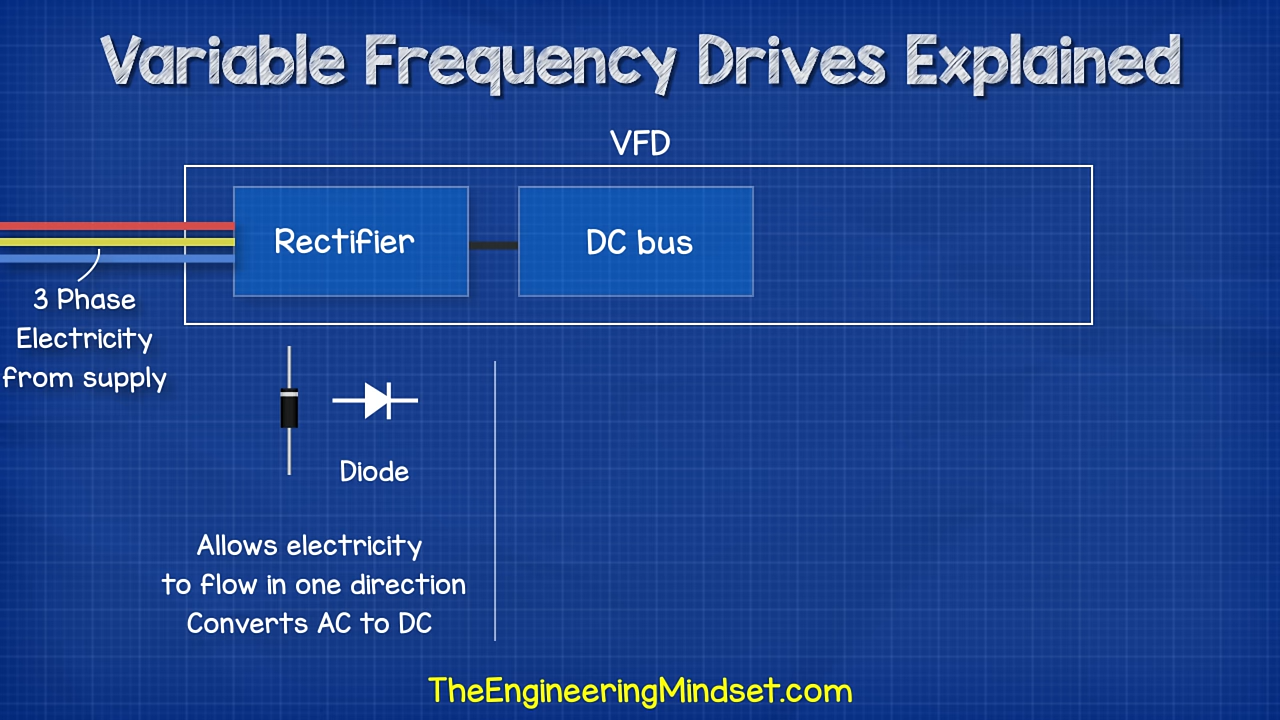 Variable Frequency Drives Explained
VFD
Rectifier
DC bus
3 Phase
Electricity
from supply
Diode
Allows electricity
to flow in one direction
Converts AC to DC
TheEngineeringMindset.com